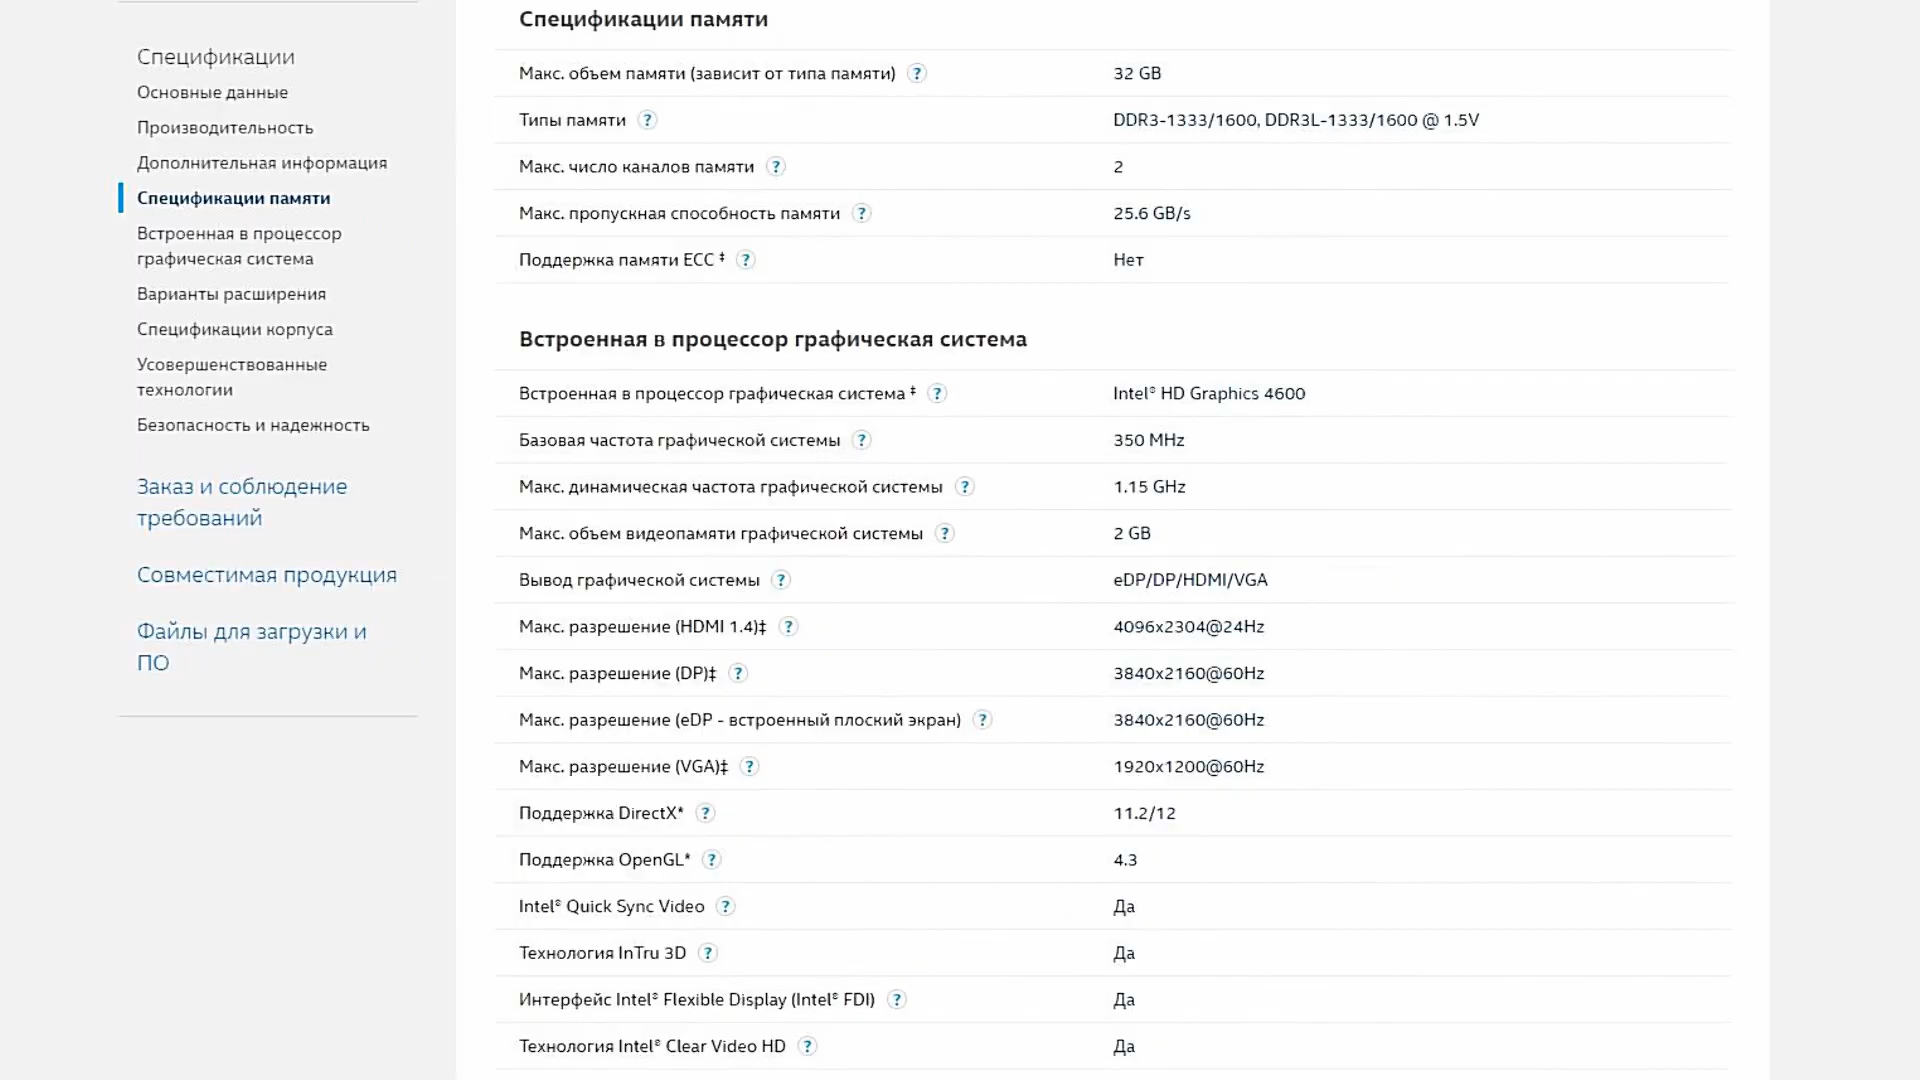 Спецификации
Основные данные
Производительность
Дополнительная информация
Спецификации памяти
Встроенная в процессор
графическая система
Варианты расширения
Спецификации корпуса
Усовершенствованные
технологии
Безопасность и надежность
Заказ и соблюдение
требований
Совместимая продукция
Файлы для загрузки и
ПО
Спецификации памяти
Макс. объем памяти (зависит от типа памяти) ? 32 GB
Типы памяти ? DDR3-1333/1600, DDR3L-1333/1600 @ 1.5V
Макс. число каналов памяти ? 2
Макс. пропускная способность памяти ? 25.6 GB/s
Поддержка памяти ECC ‡ ? Нет
Встроенная в процессор графическая система
Встроенная в процессор графическая система ‡ ? Intel® HD Graphics 4600
Базовая частота графической системы ? 350 MHz
Макс. динамическая частота графической системы ? 1.15 GHz
Макс. объем видеопамяти графической системы ? 2 GB
Вывод графической системы ? eDP/DP/HDMI/VGA
Макс. разрешение (HDMI 1.4)‡ ? 4096x2304@24Hz
Макс. разрешение (DP)‡ ? 3840x2160@60Hz
Макс. разрешение (eDP - встроенный плоский экран) ? 3840x2160@60Hz
Макс. разрешение (VGA)‡ ? 1920x1200@60Hz
Поддержка DirectX* ? 11.2/12
Поддержка OpenGL* ? 4.3
Intel® Quick Sync Video ? Да
Технология InTru 3D ? Да
Интерфейс Intel® Flexible Display (Intel® FDI) ? Да
Технология Intel® Clear Video HD ? Да